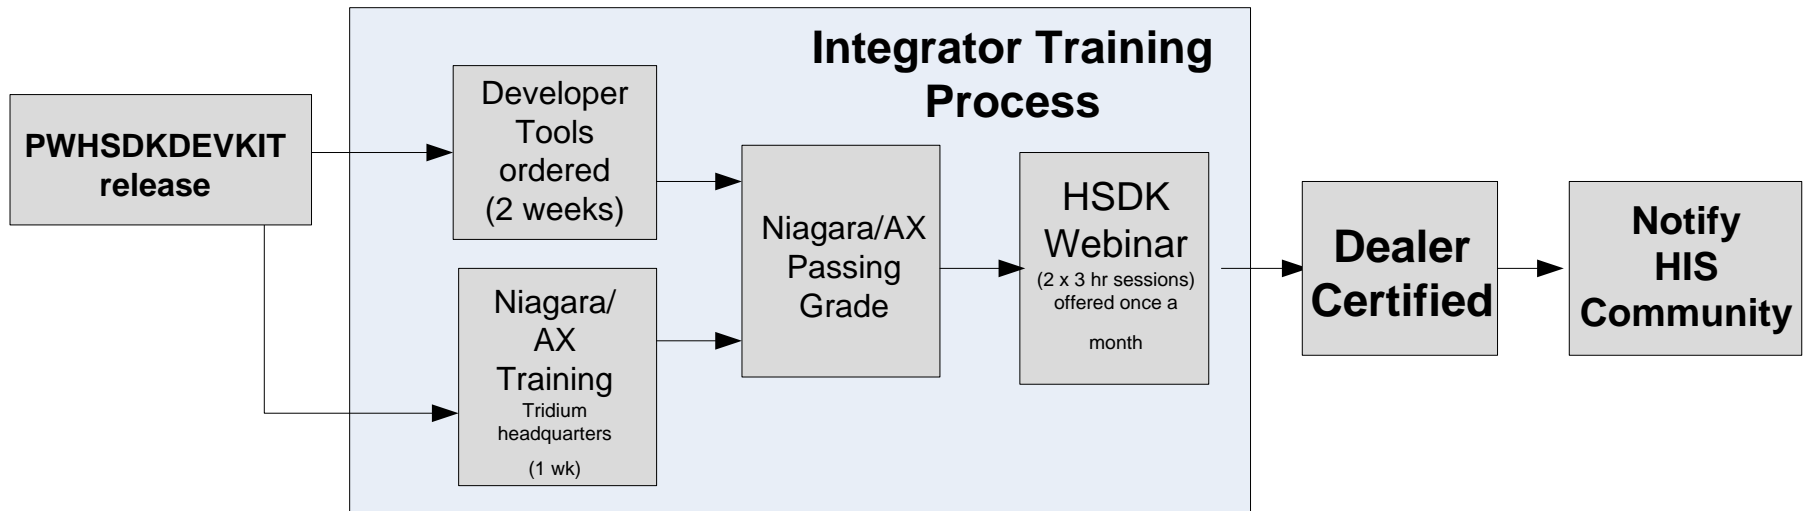 Integrator Training
Process
PWHSDKDEVKIT
release
Developer
Tools
ordered
(2 weeks)
Niagara/
AX
Training
Tridium
headquarters
(1 wk)
Niagara/AX
Passing
Grade
HSDK
Webinar
(2 x 3 hr sessions)
offered once a
month
Dealer
Certified
Notify
HIS
Community